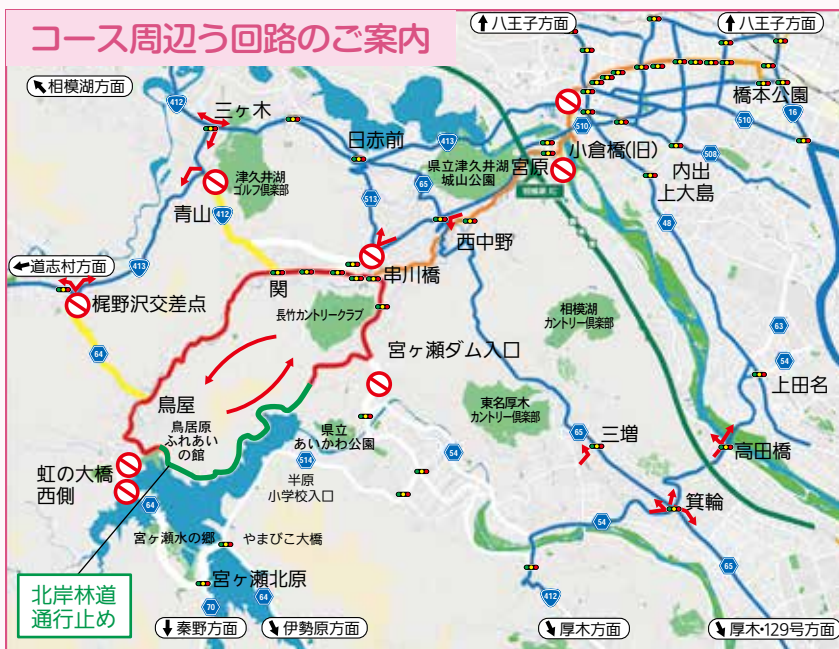 コース周辺う回路のご案内
八王子方面
八王子方面
相模湖方面
412
三ヶ木
橋本公園
510
510
16
日赤前
413
小倉橋(旧)
津久井湖
ゴルフ倶楽部
県立津久井湖
城山公園
宮原
508
内出
65
上大島
青山
412
513
48
西中野
道志村方面
413
関
串川橋
梶野沢交差点
長竹カントリークラブ
相模湖
カントリー倶楽部
63
64
宮ヶ瀬ダム入口
54
上田名
鳥屋
鳥居原
ふれあい
の館
東名厚木
カントリー倶楽部
県立
あいかわ公園
65
三増
高田橋
54
虹の大橋
西側
514
半原
小学校入口
64
箕輪
54
宮ヶ瀬水の郷
やまびこ大橋
65
宮ヶ瀬北原
北岸林道
通行止め
70
64
412
秦野方面
伊勢原方面
厚木方面
厚木・129号方面